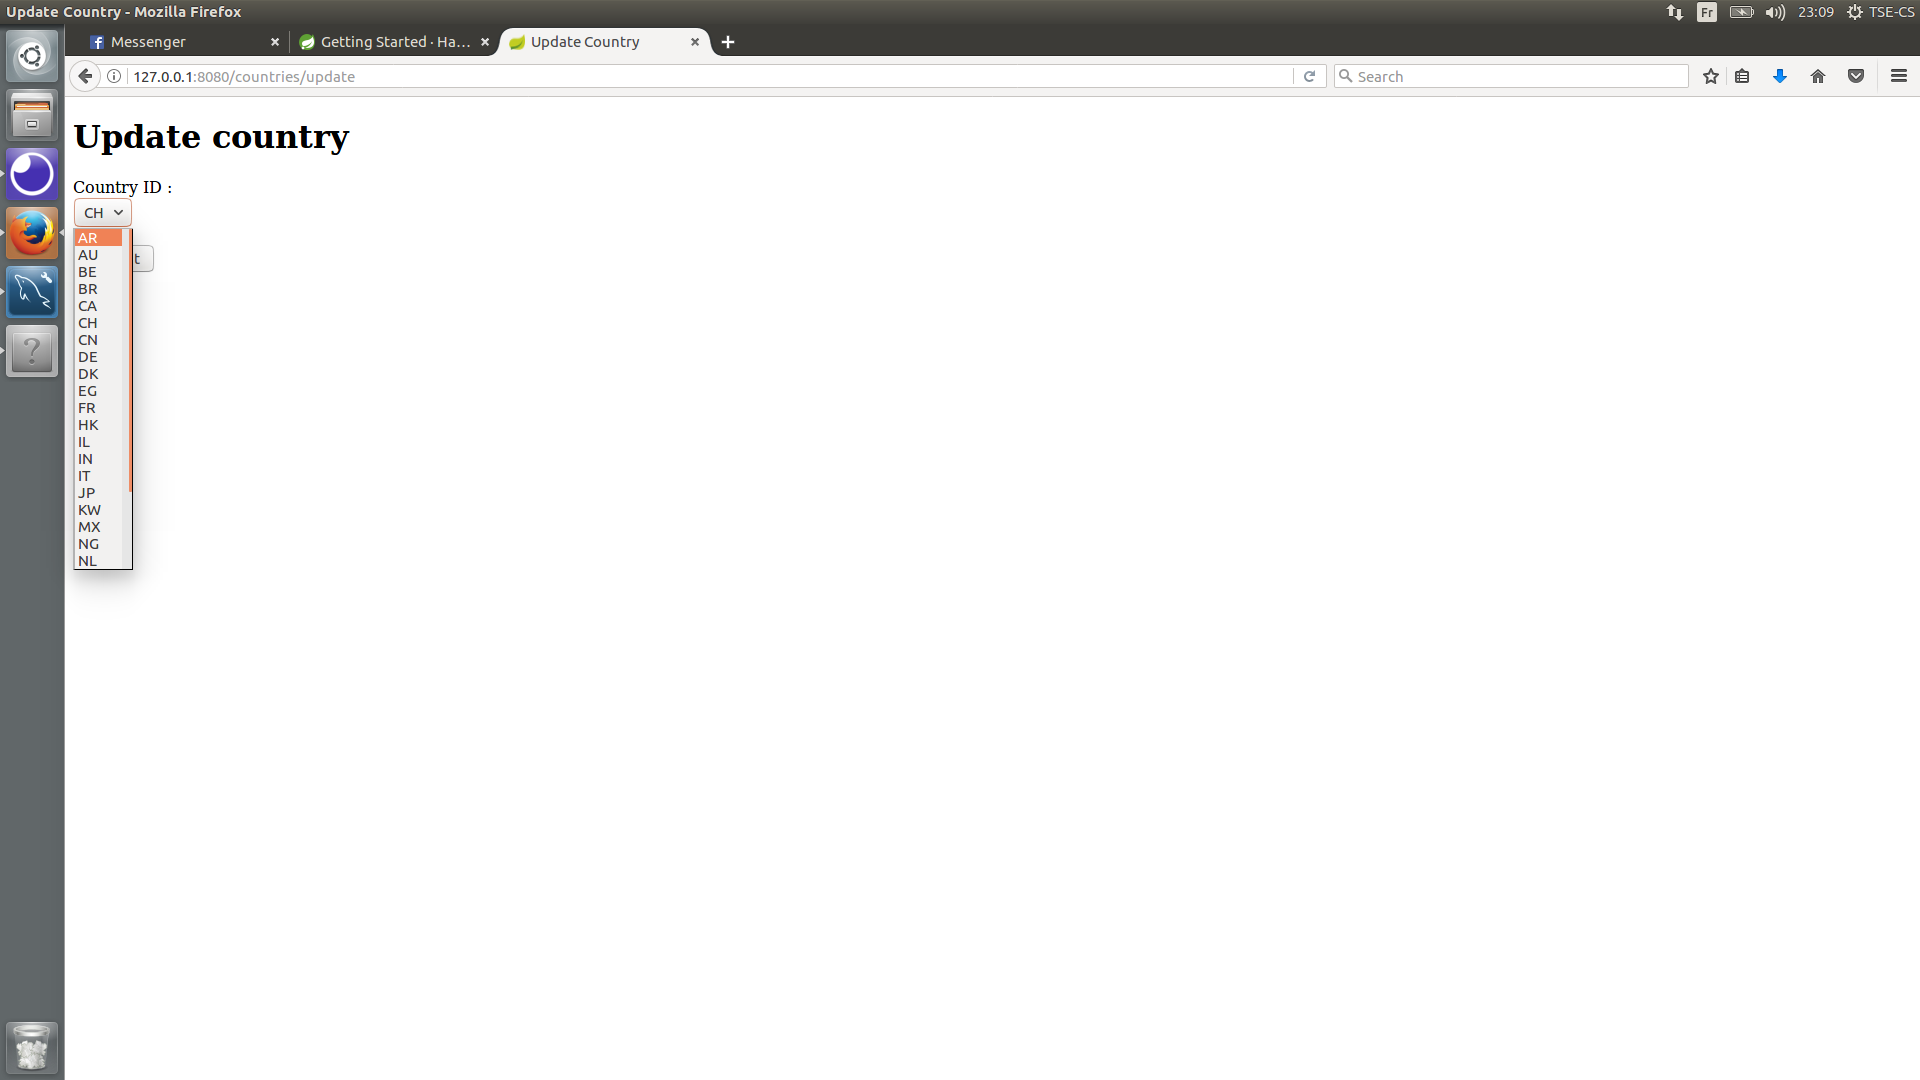 Update Country - Mozilla Firefox
Fr
23:09
TSE-CS
Messenger
Getting Started · Ha...
Update Country
127.0.0.1:8080/countries/update
Search
Update country
Country ID :
CH
AR
t
AU
BE
BR
CA
CH
CN
DE
DK
EG
FR
HK
IL
IN
IT
JP
KW
MX
NG
NL